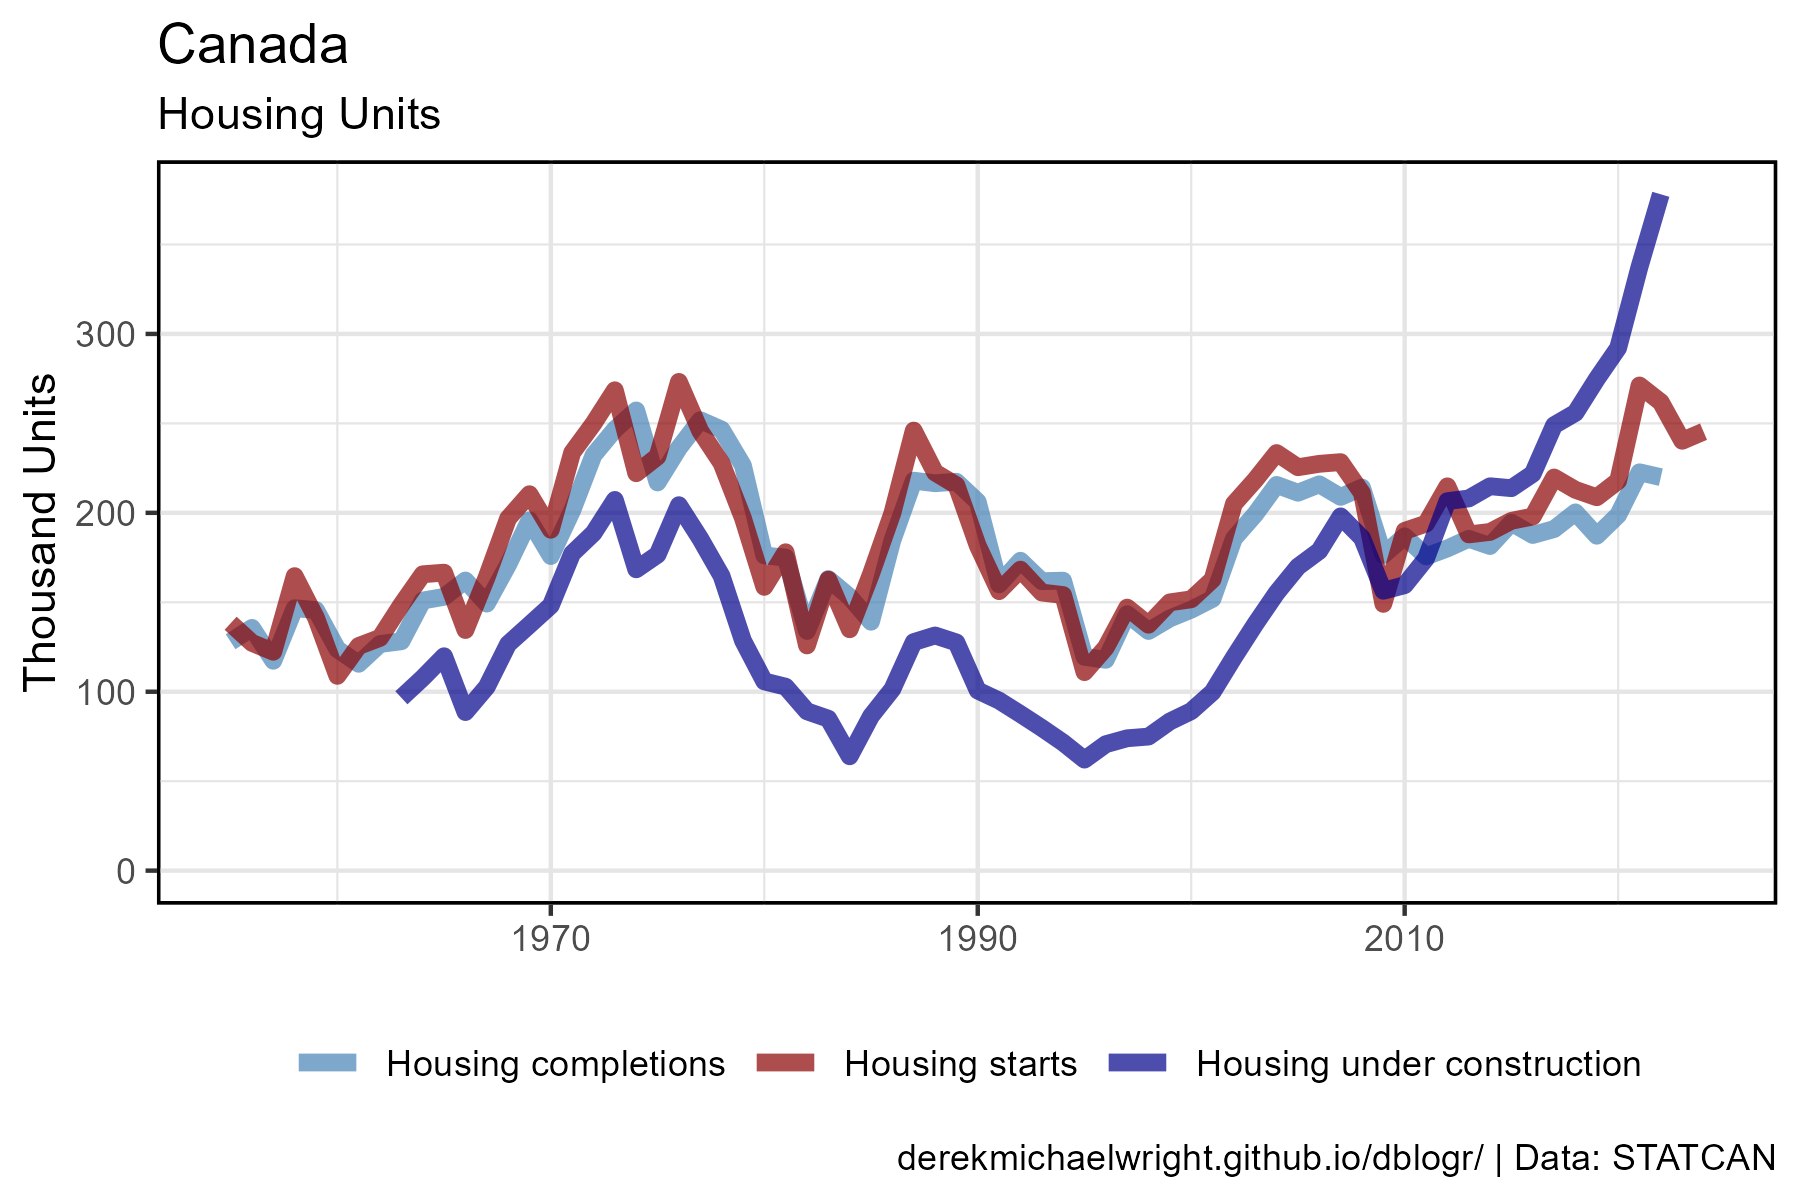 Canada
Housing Units
Thousand Units
300
200
100
0
1970 1990 2010
Housing completions Housing starts Housing under construction
derekmichaelwright.github.io/dblogr/ | Data: STATCAN